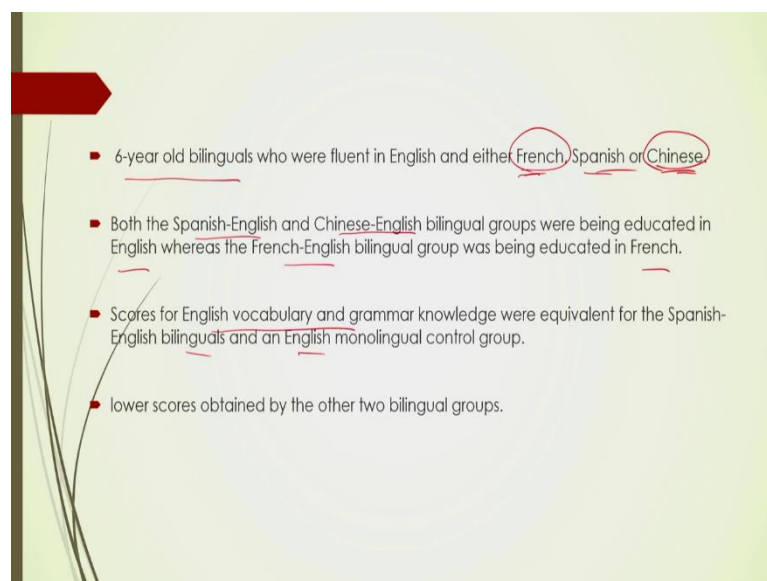 6-year old bilinguals who were fluent in English and either French, Spanish or Chinese.
Both the Spanish-English and Chinese-English bilingual groups were being educated in
English whereas the French-English bilingual group was being educated in French.
Scores for English vocabulary and grammar knowledge were equivalent for the Spanish-
English bilinguals and an English monolingual control group.
lower scores obtained by the other two bilingual groups.